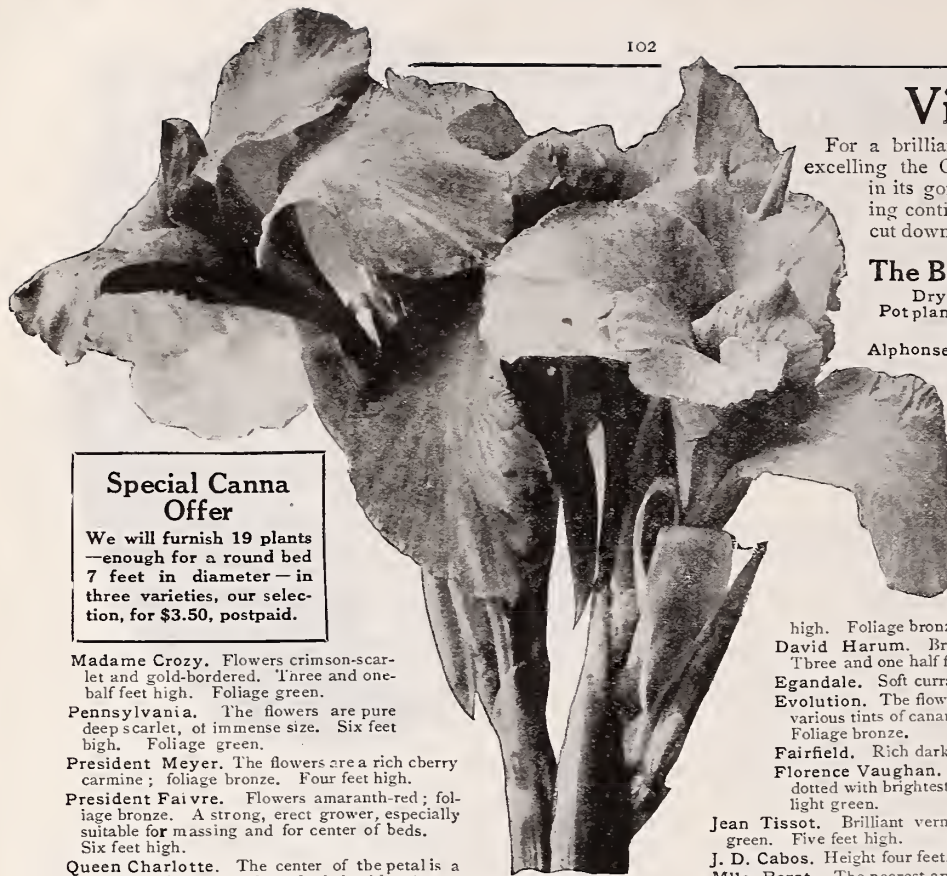 102
Special Canna
Offer
We will furnish 19 plants
—enough for a round bed
7 feet in diameter — in
three varieties, our selec-
tion, for $3.50, postpaid.
Madame Crozy. Flowers crimson-scar-
let and gold-bordered. Three and one-
half feet high. Foliage green.
Pennsylvania. The flowers are pure
deep scarlet, ot immense size. Six feet
bigh. Foliage green.
President Meyer. The flowers are a rich cberry
carmine ; foliage bronze. Four feet high.
President Faivre. Flowers amaranth-red ; fol-
iage bronze. A strong, erect grower, especially
suitable for massing and for center of beds.
Six feet high.
Queen Charlotte. The center of the petal is a
For a brillia
excelling the
in its go
ing conti
cut down
The B
Dry
Pot plan
Alphonse
high. Foliage bronz
David Harum. Br
Tbree and one half f
Egandale. Soft curra
Evolution. The flow
various tints of cana
Foliage bronze.
Fairfield. Rich dark
Florence Vaughan.
dotted with brightest
light green.
Jean Tissot. Brilliant verm
green. Five feet high.
J. D. Cabos. Height four feet.